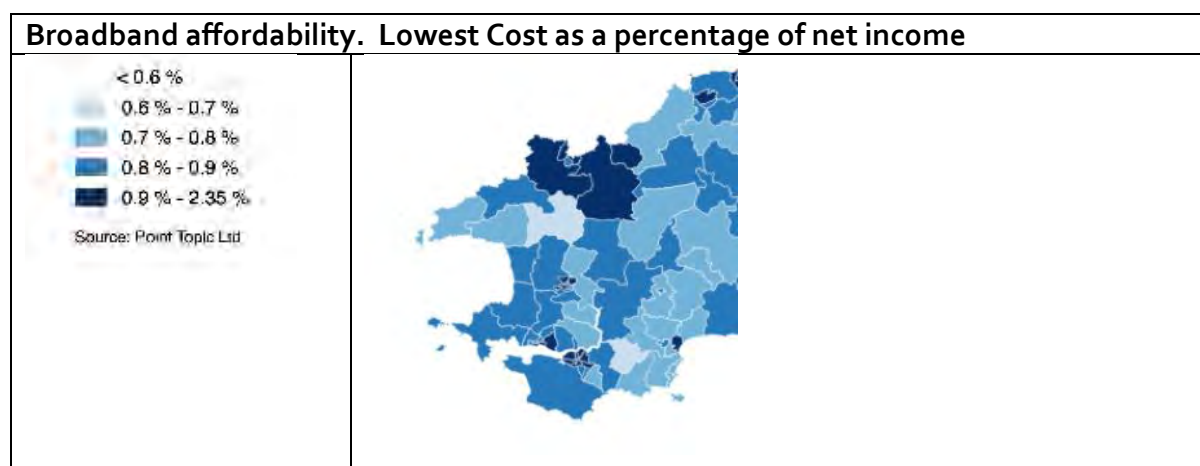 Broadband affordability. Lowest Cost as a percentage of net income
< 0.6 %
0.6 % - 0.7 %
0.7 % - 0.8 %
0.8 % - 0.9 %
0.9 % - 2.35 %
Source: Point Topic Ltd